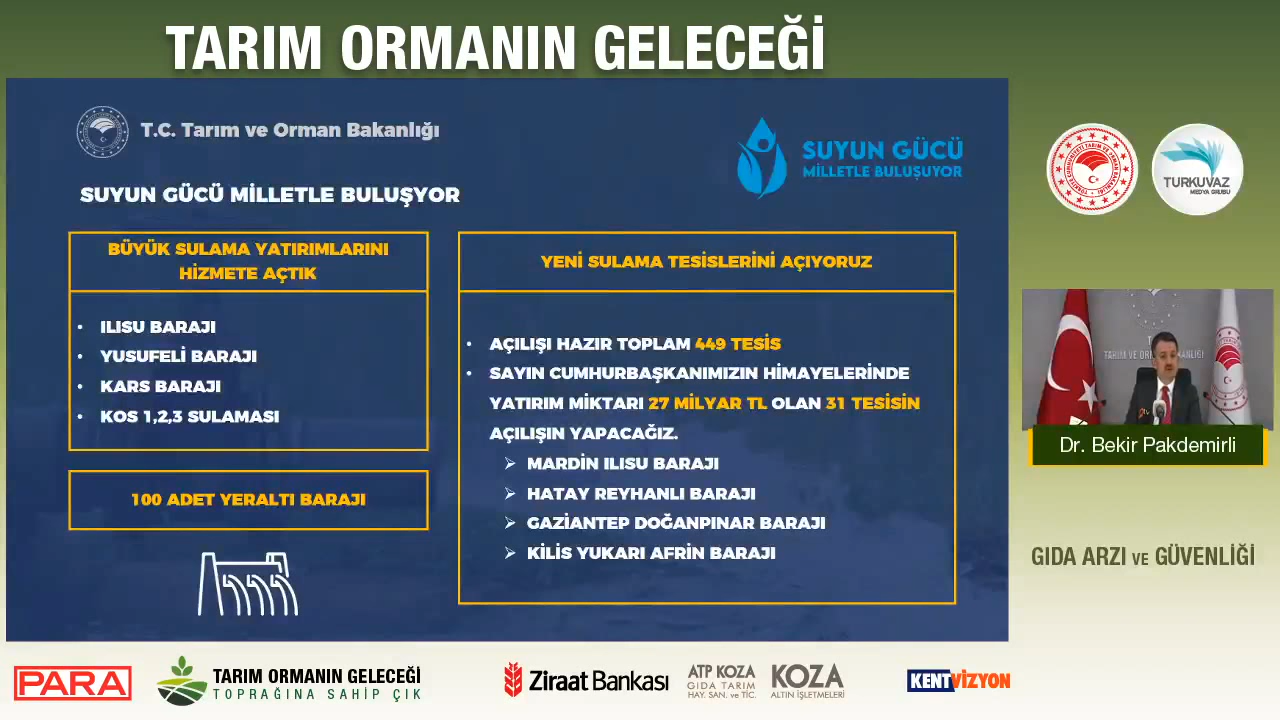 TARIM ORMANIN GELECEĞİ
T.C. Tarım ve Orman Bakanlığı
SUYUN GÜCÜ
MİLLETLE BULUŞUYOR
SUYUN GÜCÜ MİLLETLE BULUŞYOR
BÜYÜK SULAMA YATIRIMLARINI
HİZMETE AÇTIK
• ILISU BARAJI
• YUSUFELİ BARAJI
• KARS BARAJI
• KOS 1,2,3 SULAMASI
100 ADET YERALTI BARAJI
YENİ SULAMA TESİSLERİNİ AÇIYORUZ
• AÇILIŞI HAZIR TOPLAM 449 TESİS
• SAYIN CUMHURBAŞKANIMIZIN HİMAYELERİNDE
YATIRIM MİKTARI 27 MİLYAR TL OLAN 31 TESİSİN
AÇILIŞIN YAPACAĞIZ.
➢ MARDİN ILISU BARAJI
➢ HATAY REYHANLI BARAJI
➢ GAZİANTEP DOĞANPINAR BARAJI
➢ KİLİS YUKARI AFRİN BARAJI
TURKUVAZ
MEDYA GRUBU
Dr. Bekir Pakdemirli
GIDA ARZI VE GÜVENLİĞİ
PARA
TARIM ORMANIN GELECEĞİ
TOPRAĞINA SAHİP ÇIK
Ziraat Bankası
ATP KOZA
GIDA TARIM
HAY. SAN. ve TİC.
KOZA
ALTIN İŞLETMELERİ
KENTVİZYON